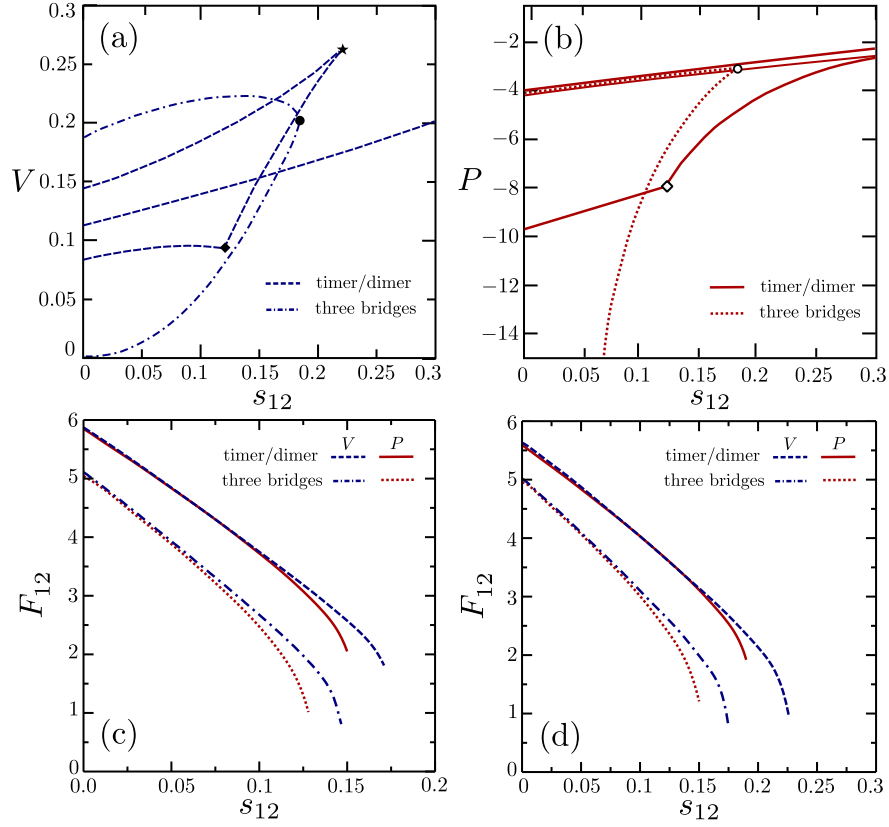 (a)
V
0.3
0.25
0.2
0.15
0.1
0.05
0
timer/dimer
three bridges
0 0.05 0.1 0.15 0.2 0.25 0.3
s12
(b)
P
−2
−4
−6
−8
−10
−12
−14
timer/dimer
three bridges
0 0.05 0.1 0.15 0.2 0.25 0.3
s12
(c)
F12
6
5
4
3
2
1
0
V P
timer/dimer
three bridges
0.0 0.05 0.1 0.15 0.2
s12
(d)
F12
6
5
4
3
2
1
0
V P
timer/dimer
three bridges
0.0 0.05 0.1 0.15 0.2 0.25 0.3
s12